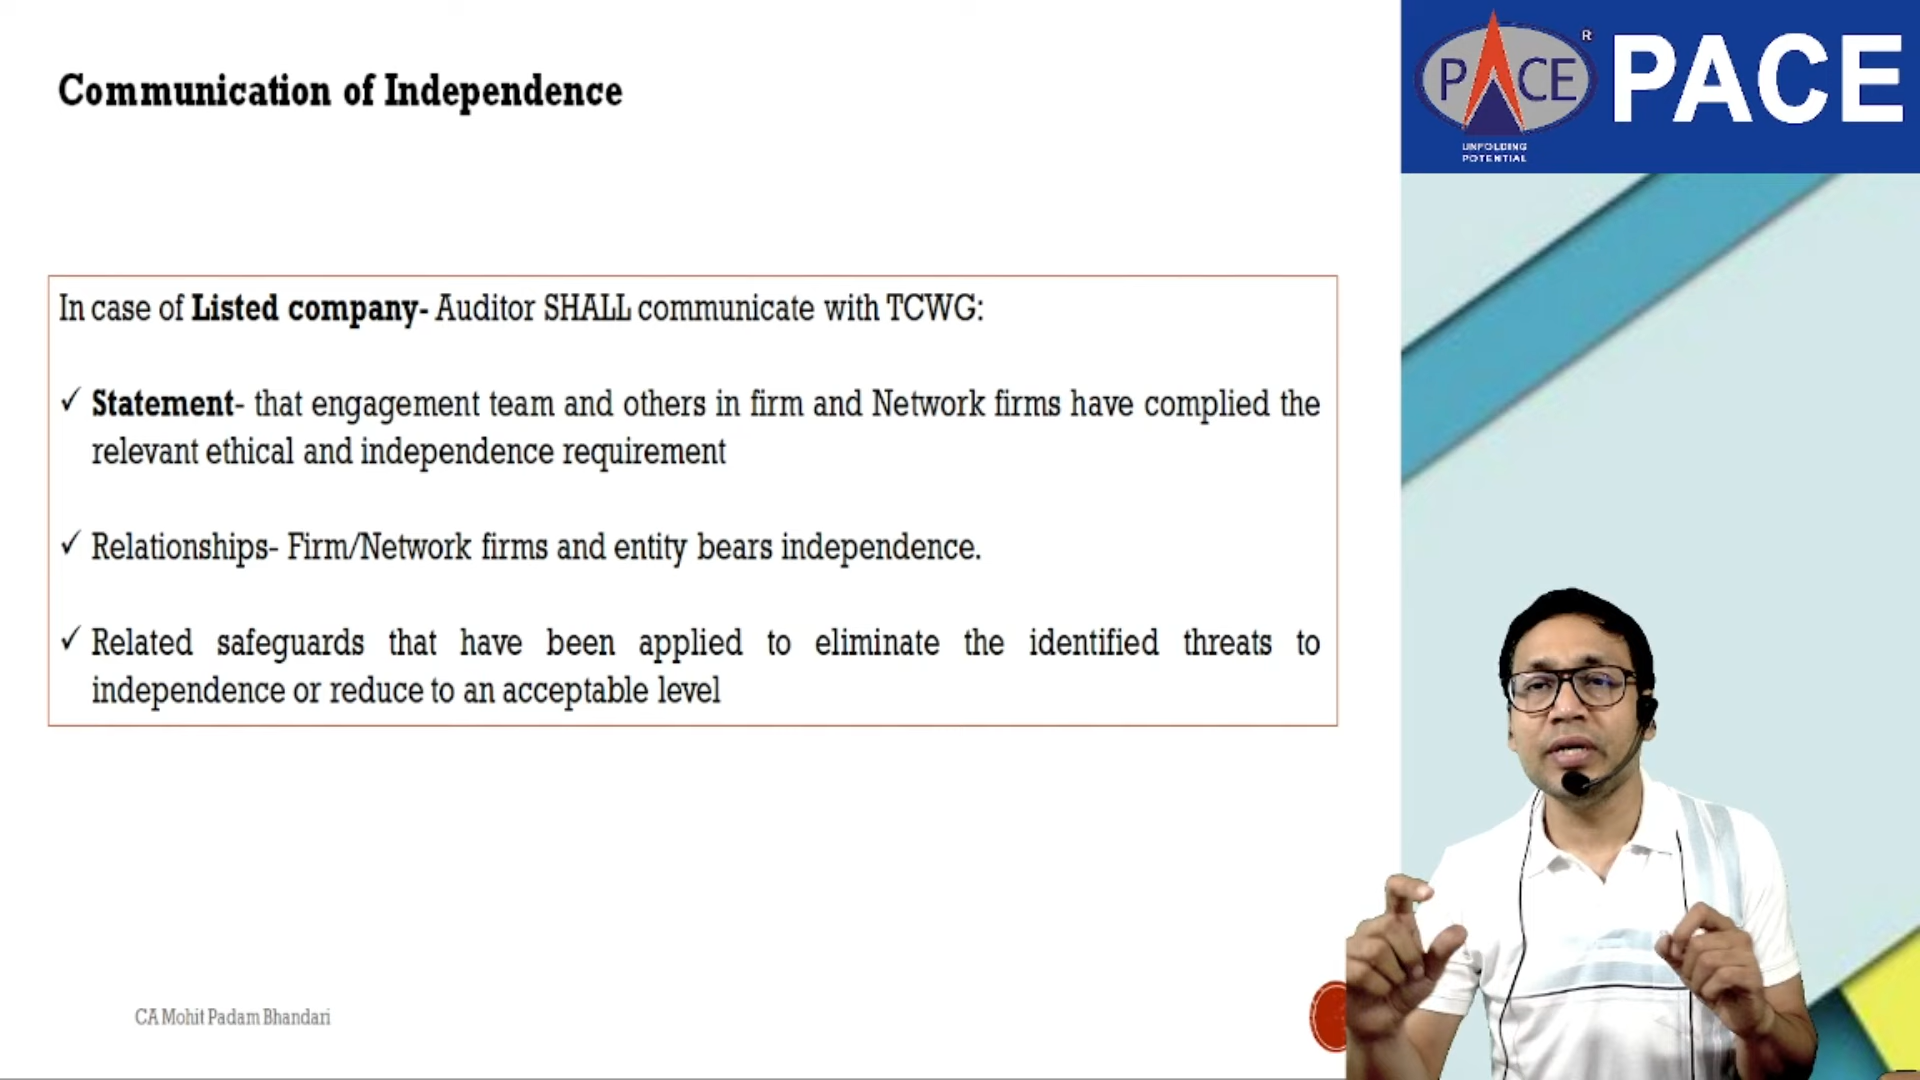 Communication of Independence
In case of Listed company- Auditor SHALL communicate with TCWG:
✓ Statement- that engagement team and others in firm and Network firms have complied the
relevant ethical and independence requirement
✓ Relationships- Firm/Network firms and entity bears independence.
✓ Related safeguards that have been applied to eliminate the identified threats to
independence or reduce to an acceptable level
CA Mohit Padam Bhandari
PACE
R
PACE
UNFOLDING
POTENTIAL